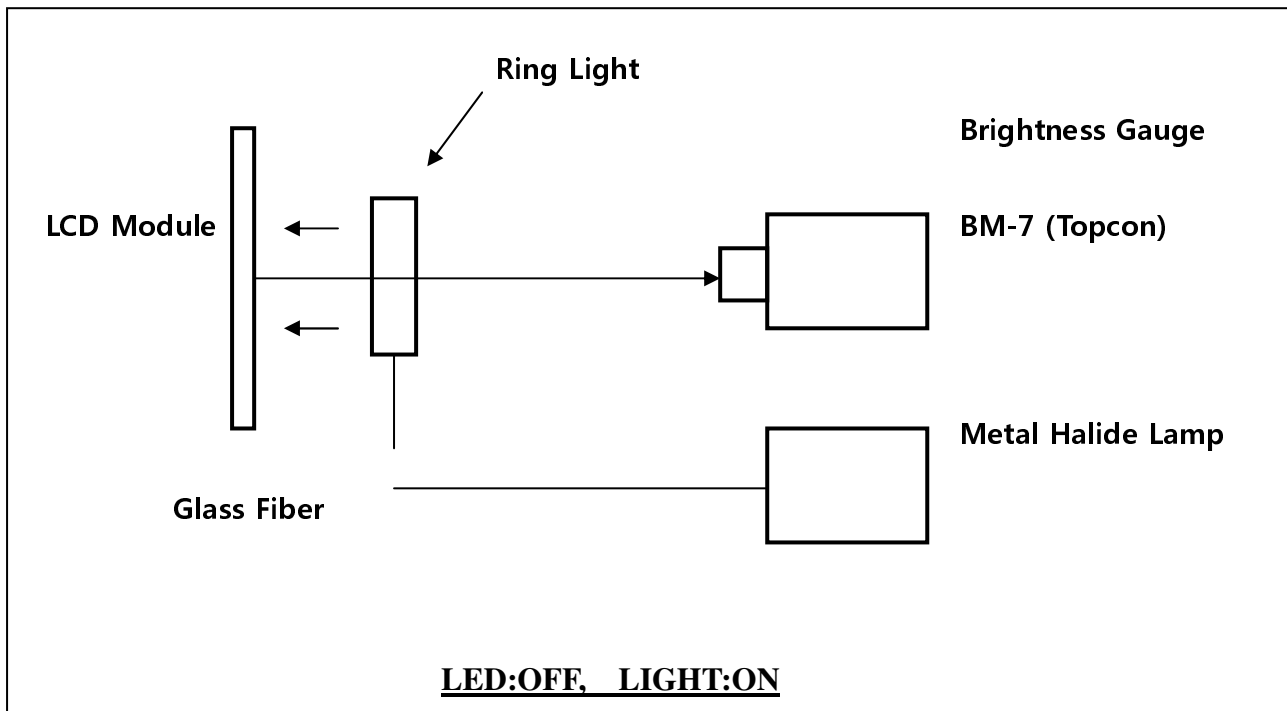 Ring Light
Brightness Gauge
LCD Module
BM-7 (Topcon)
Metal Halide Lamp
Glass Fiber
LED:OFF, LIGHT:ON